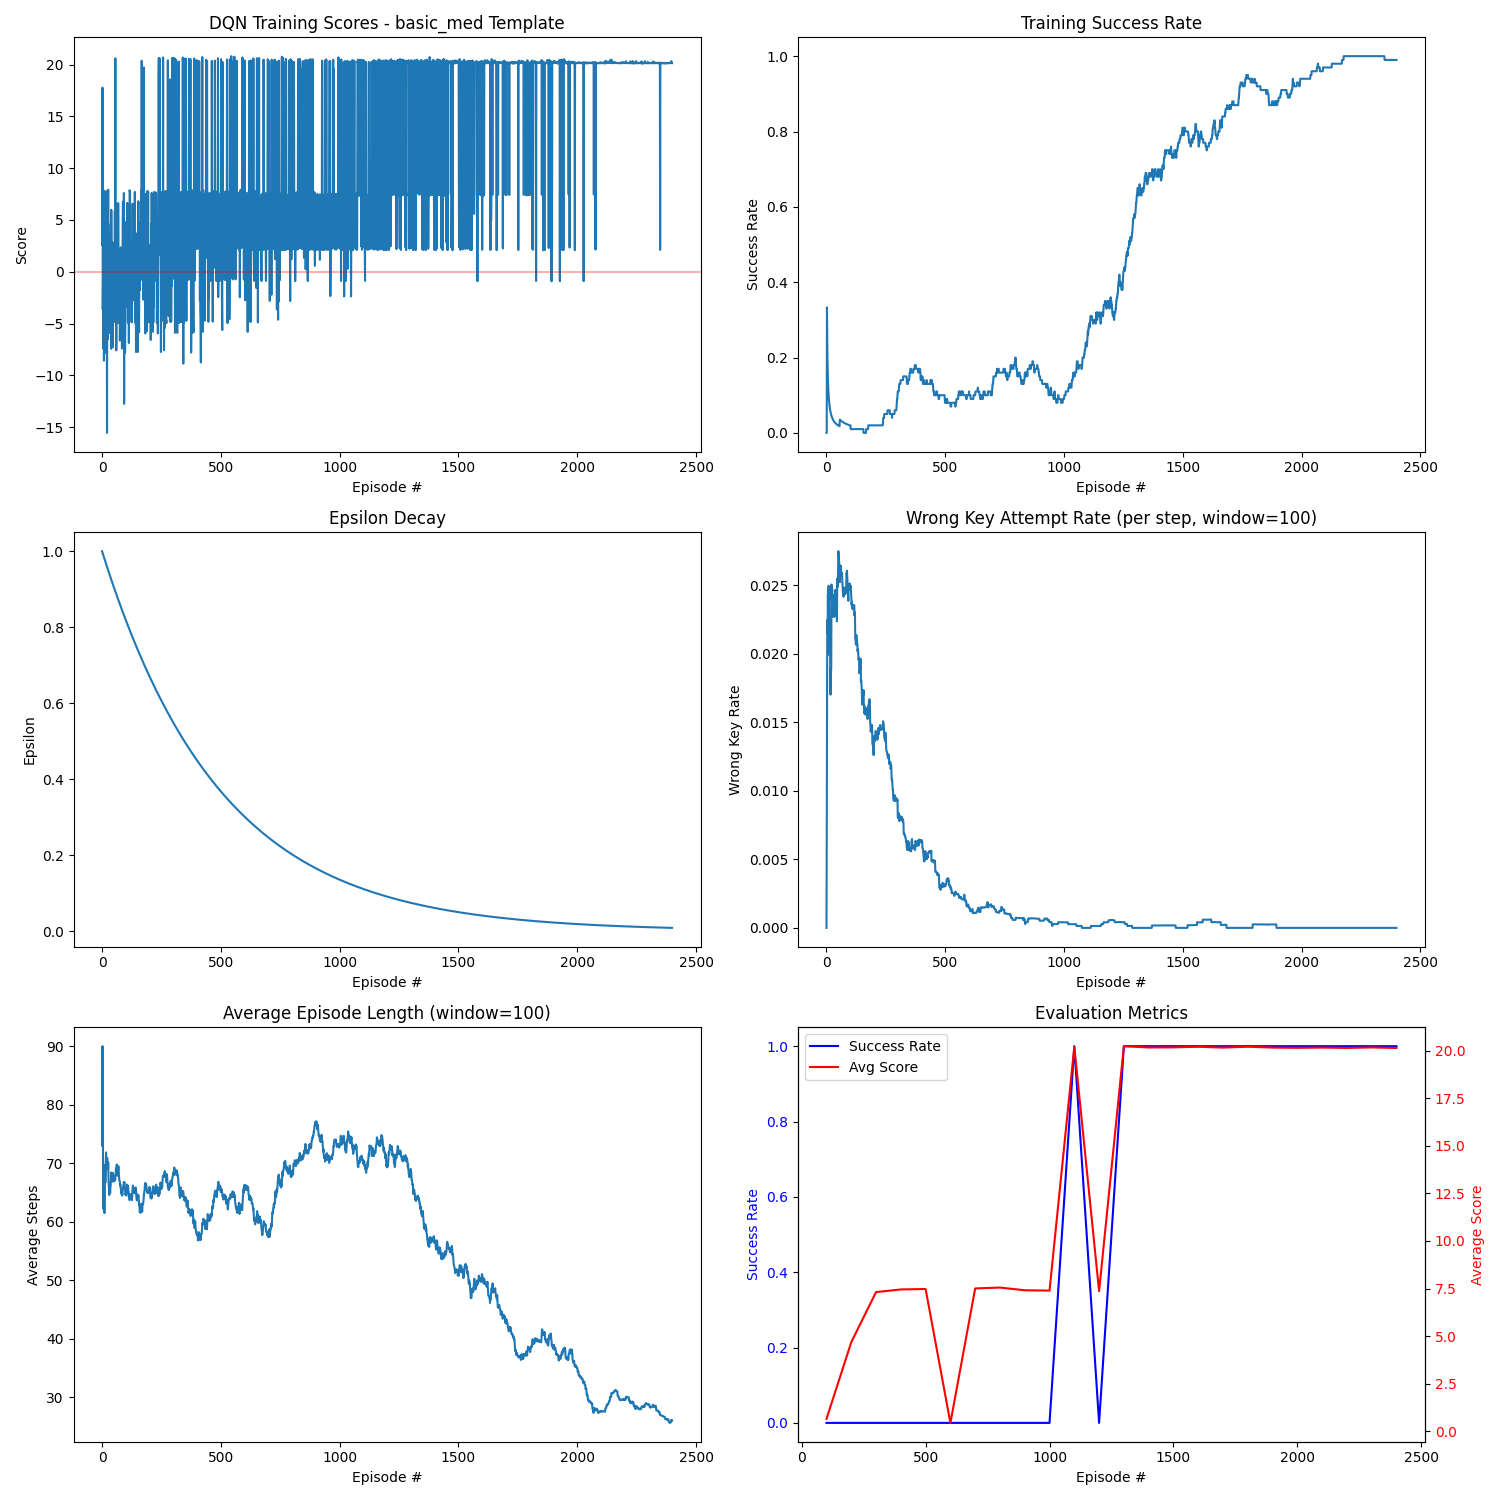 DQN Training Scores - basic_med Template
Score
20
15
10
5
0
−5
−10
−15
0 500 1000 1500 2000 2500
Episode #
Training Success Rate
Success Rate
1.0
0.8
0.6
0.4
0.2
0.0
0 500 1000 1500 2000 2500
Episode #
Epsilon Decay
Epsilon
1.0
0.8
0.6
0.4
0.2
0.0
0 500 1000 1500 2000 2500
Episode #
Wrong Key Attempt Rate (per step, window=100)
Wrong Key Rate
0.025
0.020
0.015
0.010
0.005
0.000
0 500 1000 1500 2000 2500
Episode #
Average Episode Length (window=100)
Average Steps
90
80
70
60
50
40
30
0 500 1000 1500 2000 2500
Episode #
Evaluation Metrics
Success Rate
Avg Score
Success Rate
1.0
0.8
0.6
0.4
0.2
0.0
20.0
17.5
15.0
12.5
10.0
7.5
5.0
2.5
0.0
Average Score
0 500 1000 1500 2000 2500
Episode #